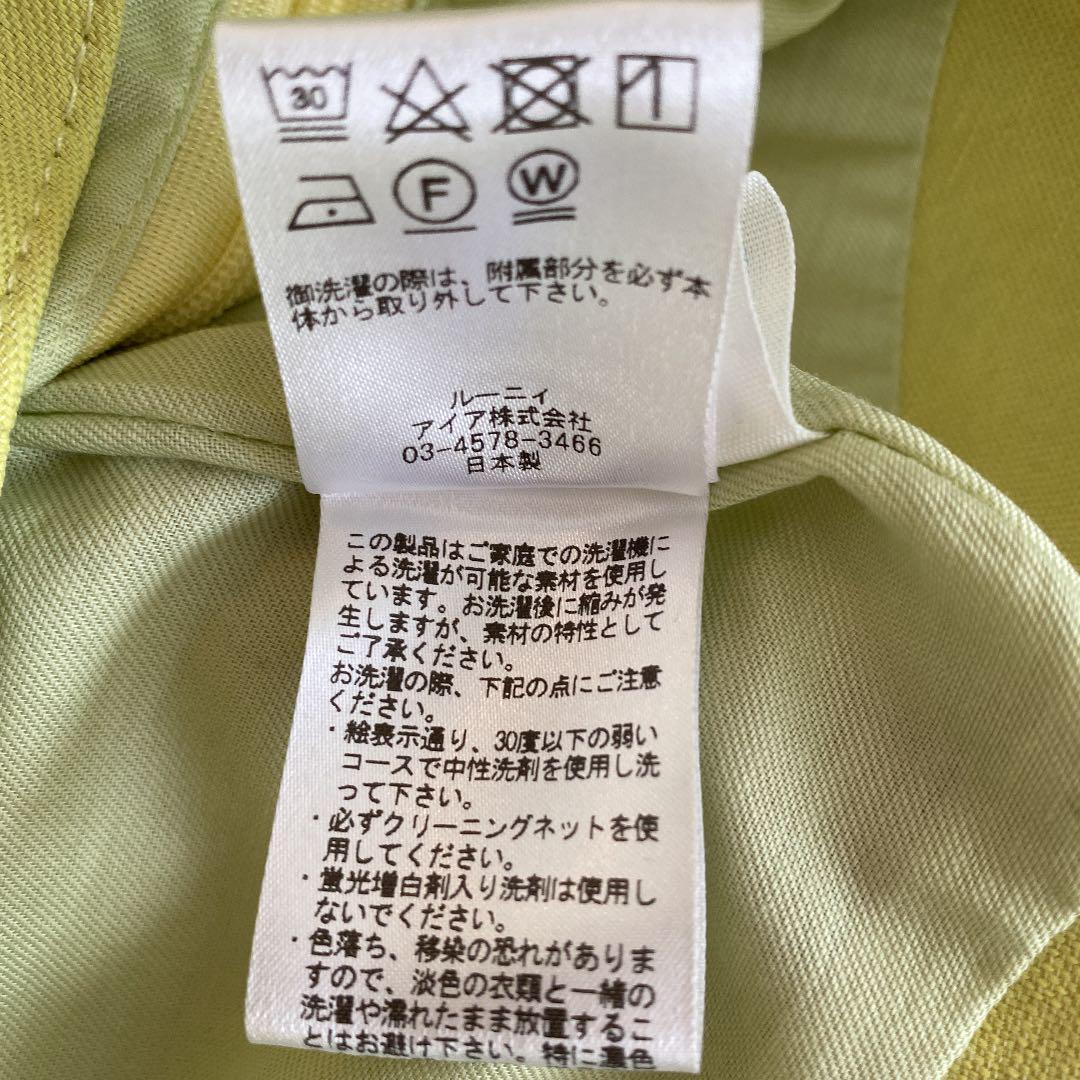 30
F W
御洗濯の際は、附属部分を必ず本
体から取り外して下さい。
ルーニィ
アイア株式会社
03-4578-3466
日本製
この製品はご家庭での洗濯機に
よる洗濯が可能な素材を使用し
ています。お洗濯後に縮みが発
生しますが、素材の特性として
ご了承ください。
お洗濯の際、下記の点にご注意
ください。
・絵表示通り、30度以下の弱い
コースで中性洗剤を使用し洗
って下さい。
・必ずクリーニングネットを使
用してください。
・蛍光増白剤入り洗剤は使用し
ないでください。
・色落ち、移染の恐れがありま
すので、淡色の衣類と一緒の
洗濯や濡れたまま放置するこ
とはお避け下さい。特に濃色